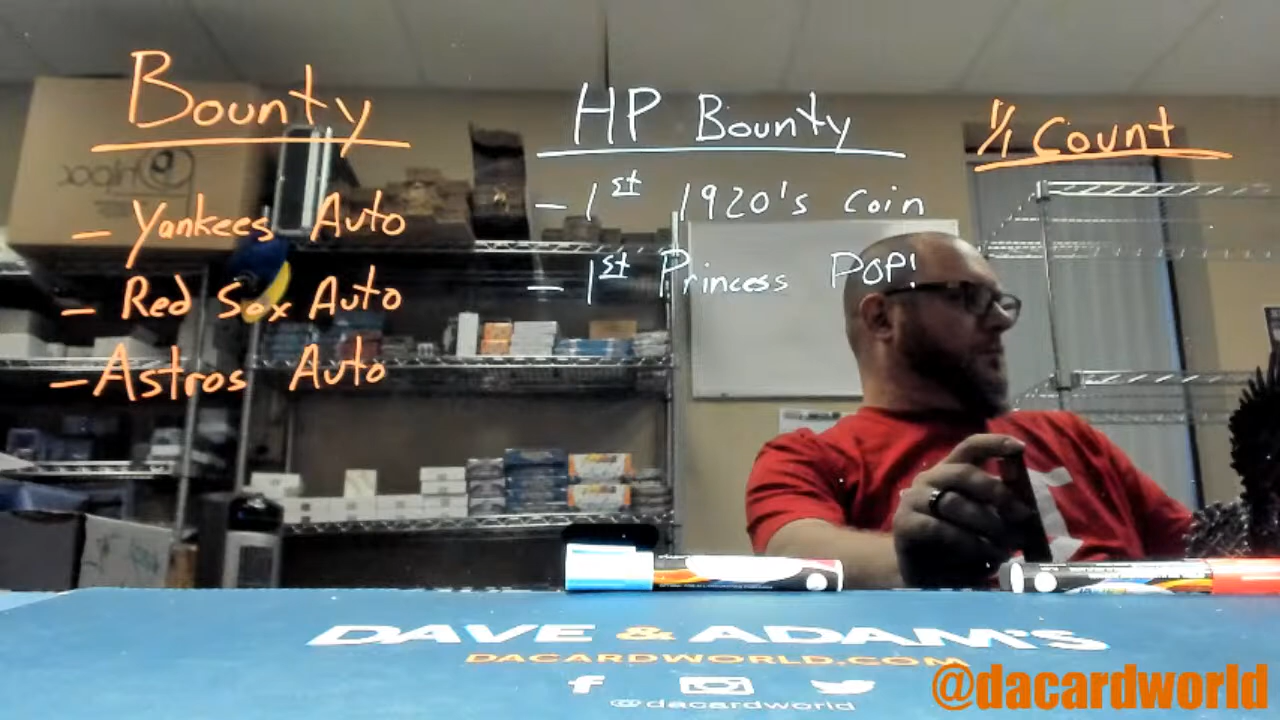 Bounty
- Yankees Auto
- Red Sox Auto
- Astros Auto
HP Bounty
- 1st 1920's Coin
- 1st Princess POP!
1/1 Count
DAVE & ADAM'S
DACARDWORLD.COM
@dacardworld
@dacardworld